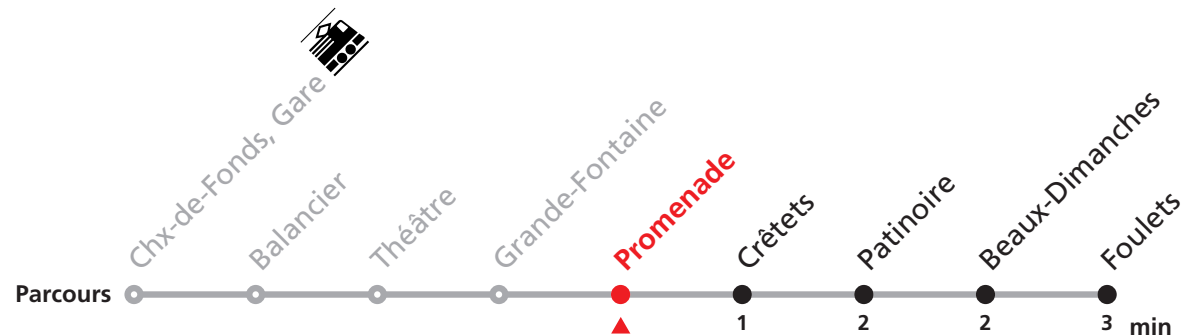 Chx-de-Fonds, Gare
Balancier
Théâtre
Grande-Fontaine
Promenade
Crêtets
Patinoire
Beaux-Dimanches
Foulets
Parcours
1 2 2 3 min